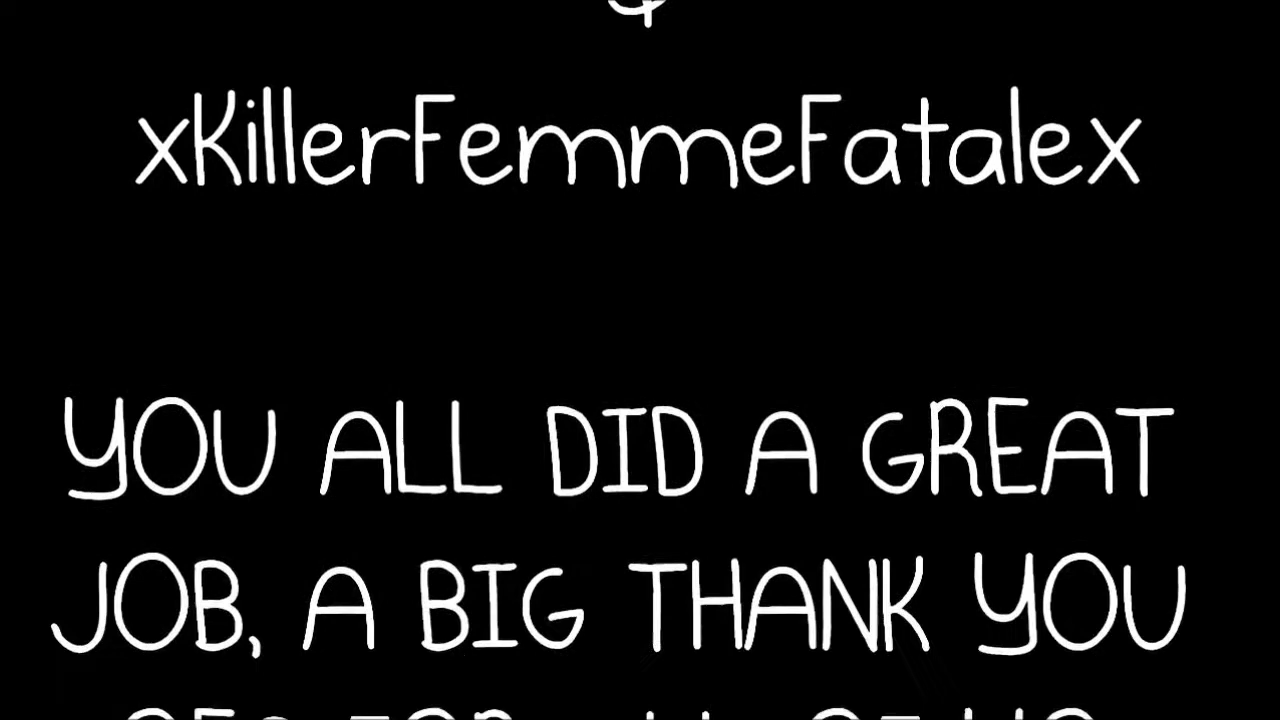 xKillerFemmeFatalex
YOU ALL DID A GREAT
JOB, A BIG THANK YOU